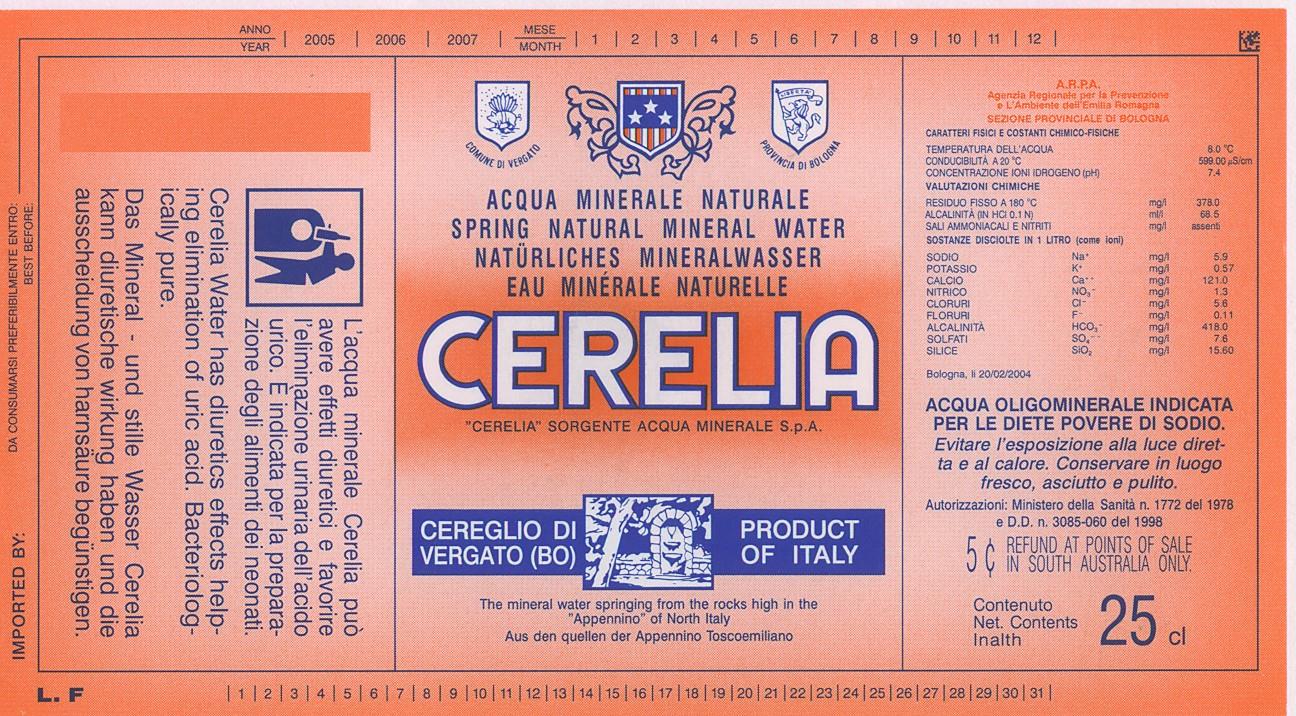 ANNO
YEAR
2005 2006 2007
MESE
MONTH
1 2 3 4 5 6 7 8 9 10 11 12
DA CONSUMARSI PREFERIBILMENTE ENTRO:
BEST BEFORE:
IMPORTED BY:
L'acqua minerale Cerelia può
avere effetti diuretici e favorire
l'eliminazione urinaria dell'acido
urico. È indicata per la prepara-
zione degli alimenti dei neonati.
Cerelia Water has diuretics effects help-
ing elimination of uric acid. Bacteriolog-
ically pure.
Das Mineral - und stille Wasser Cerelia
kann diuretische wirkung haben und die
ausscheidung von harnsäure begünstigen.
COMUNE DI VERGATO
LIBERTA'
PROVINCIA DI BOLOGNA
ACQUA MINERALE NATURALE
SPRING NATURAL MINERAL WATER
NATÜRLICHES MINERALWASSER
EAU MINÉRALE NATURELLE
CERELIA
"CERELIA" SORGENTE ACQUA MINERALE S.p.A.
CEREGLIO DI
VERGATO (BO)
PRODUCT
OF ITALY
The mineral water springing from the rocks high in the
"Appennino" of North Italy
Aus den quellen der Appennino Toscoemiliano
A.R.P.A.
Agenzia Regionale per la Prevenzione
e L'Ambiente dell'Emilia Romagna
SEZIONE PROVINCIALE DI BOLOGNA
CARATTERI FISICI E COSTANTI CHIMICO-FISICHE
TEMPERATURA DELL'ACQUA 8.0 °C
CONDUCIBILITÀ A 20 °C 599.00 µS/cm
CONCENTRAZIONE IONI IDROGENO (pH) 7.4
VALUTAZIONI CHIMICHE
RESIDUO FISSO A 180 °C mg/l 378.0
ALCALINITÀ (IN HCl 0.1 N) ml/l 68.5
SALI AMMONIACALI E NITRITI mg/l assenti
SOSTANZE DISCIOLTE IN 1 LITRO (come ioni)
SODIO Na⁺ mg/l 5.9
POTASSIO K⁺ mg/l 0.57
CALCIO Ca⁺⁺ mg/l 121.0
NITRICO NO₃⁻ mg/l 1.3
CLORURI Cl⁻ mg/l 5.6
FLORURI F⁻ mg/l 0.11
ALCALINITÀ HCO₃⁻ mg/l 418.0
SOLFATI SO₄⁻⁻ mg/l 7.6
SILICE SiO₂ mg/l 15.60
Bologna, li 20/02/2004
ACQUA OLIGOMINERALE INDICATA
PER LE DIETE POVERE DI SODIO.
Evitare l'esposizione alla luce diret-
ta e al calore. Conservare in luogo
fresco, asciutto e pulito.
Autorizzazioni: Ministero della Sanità n. 1772 del 1978
e D.D. n. 3085-060 del 1998
5 ¢ REFUND AT POINTS OF SALE
IN SOUTH AUSTRALIA ONLY.
Contenuto
Net. Contents
Inalth
25 cl
L. F
1 2 3 4 5 6 7 8 9 10 11 12 13 14 15 16 17 18 19 20 21 22 23 24 25 26 27 28 29 30 31